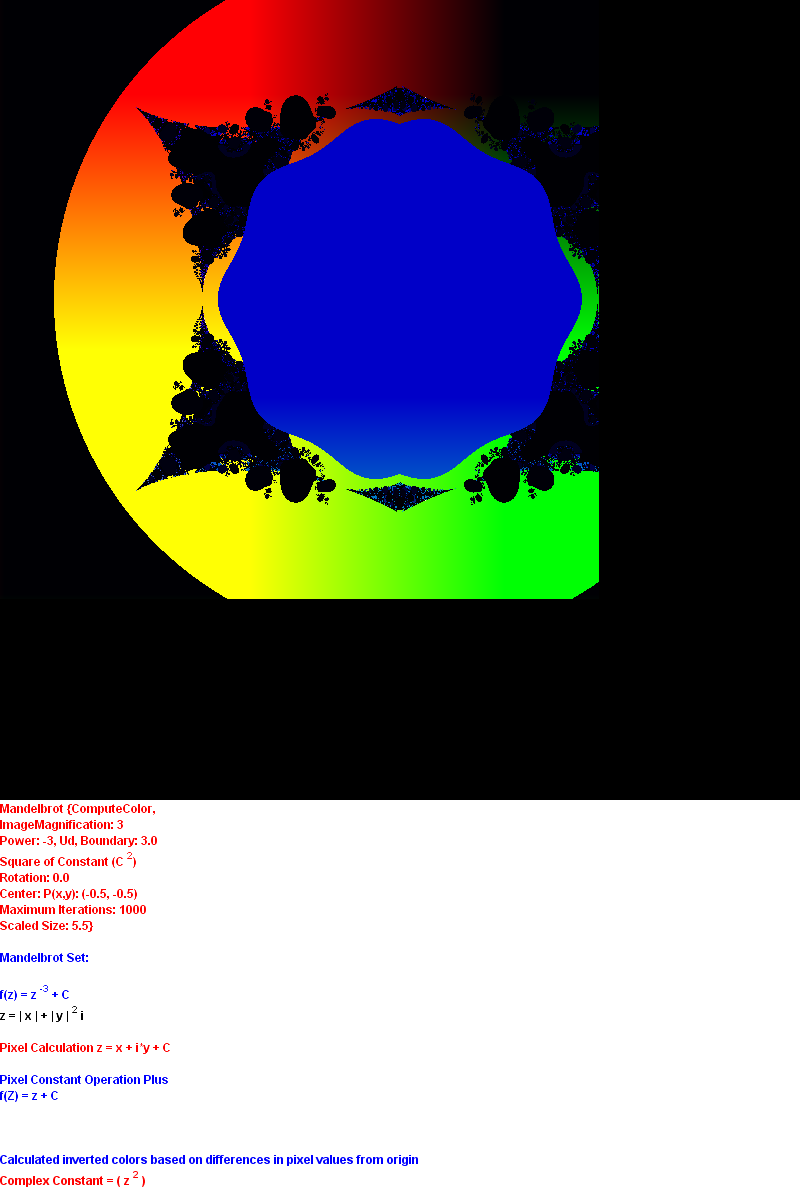 Mandelbrot {ComputeColor,
ImageMagnification: 3
Power: -3, Ud, Boundary: 3.0
Square of Constant (C ²)
Rotation: 0.0
Center: P(x,y): (-0.5, -0.5)
Maximum Iterations: 1000
Scaled Size: 5.5}
Mandelbrot Set:
f(z) = z ⁻³ + C
z = | x | + | y | ² i
Pixel Calculation z = x + i*y + C
Pixel Constant Operation Plus
f(Z) = z + C
Calculated inverted colors based on differences in pixel values from origin
Complex Constant = ( z ² )